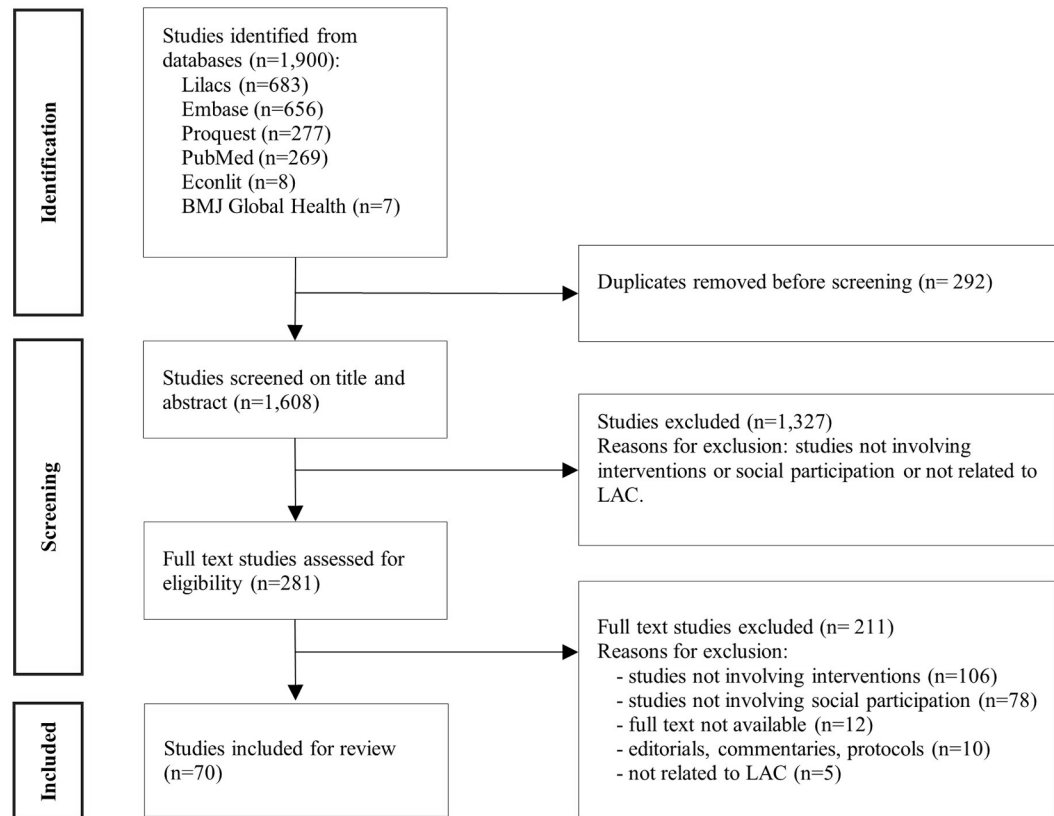 Identification
Studies identified from
databases (n=1,900):
Lilacs (n=683)
Embase (n=656)
Proquest (n=277)
PubMed (n=269)
Econlit (n=8)
BMJ Global Health (n=7)
Duplicates removed before screening (n= 292)
Screening
Studies screened on title and
abstract (n=1,608)
Studies excluded (n=1,327)
Reasons for exclusion: studies not involving
interventions or social participation or not related to
LAC.
Full text studies assessed for
eligibility (n=281)
Full text studies excluded (n= 211)
Reasons for exclusion:
- studies not involving interventions (n=106)
- studies not involving social participation (n=78)
- full text not available (n=12)
- editorials, commentaries, protocols (n=10)
- not related to LAC (n=5)
Included
Studies included for review
(n=70)